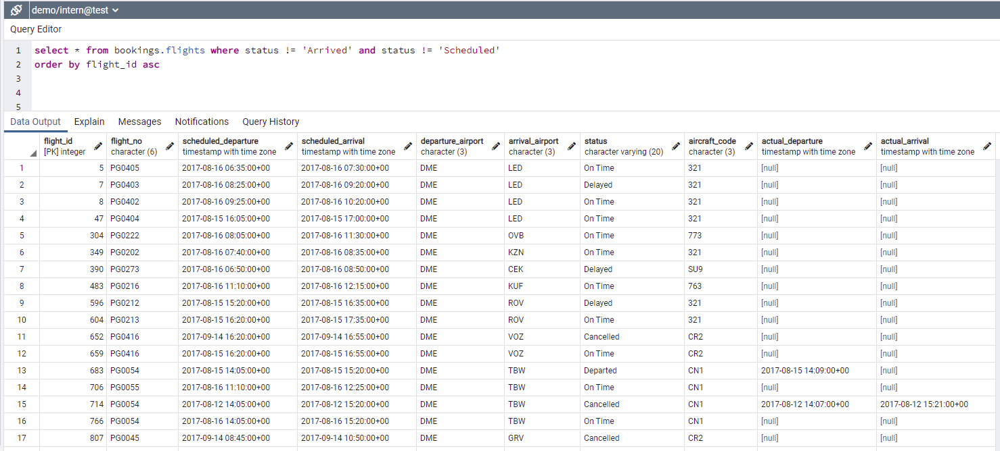 demo/intern@test
Query Editor
1 select * from bookings.flights where status != 'Arrived' and status != 'Scheduled'
2 order by flight_id asc
3
4
5
Data Output Explain Messages Notifications Query History
flight_id flight_no scheduled_departure scheduled_arrival departure_airport arrival_airport status aircraft_code actual_departure actual_arrival
[PK] integer character (6) timestamp with time zone timestamp with time zone character (3) character (3) character varying (20) character (3) timestamp with time zone timestamp with time zone
1 5 PG0405 2017-08-16 06:35:00+00 2017-08-16 07:30:00+00 DME LED On Time 321 [null] [null]
2 7 PG0403 2017-08-16 08:25:00+00 2017-08-16 09:20:00+00 DME LED Delayed 321 [null] [null]
3 8 PG0402 2017-08-16 09:25:00+00 2017-08-16 10:20:00+00 DME LED On Time 321 [null] [null]
4 47 PG0404 2017-08-15 16:05:00+00 2017-08-15 17:00:00+00 DME LED On Time 321 [null] [null]
5 304 PG0222 2017-08-16 08:05:00+00 2017-08-16 11:30:00+00 DME OVB On Time 773 [null] [null]
6 349 PG0202 2017-08-16 07:40:00+00 2017-08-16 08:35:00+00 DME KZN On Time 321 [null] [null]
7 390 PG0273 2017-08-16 06:50:00+00 2017-08-16 08:50:00+00 DME CEK Delayed SU9 [null] [null]
8 483 PG0216 2017-08-16 11:10:00+00 2017-08-16 12:15:00+00 DME KUF On Time 763 [null] [null]
9 596 PG0212 2017-08-15 15:20:00+00 2017-08-15 16:35:00+00 DME ROV Delayed 321 [null] [null]
10 604 PG0213 2017-08-15 16:20:00+00 2017-08-15 17:35:00+00 DME ROV On Time 321 [null] [null]
11 652 PG0416 2017-09-14 16:20:00+00 2017-09-14 16:55:00+00 DME VOZ Cancelled CR2 [null] [null]
12 659 PG0416 2017-08-15 16:20:00+00 2017-08-15 16:55:00+00 DME VOZ On Time CR2 [null] [null]
13 683 PG0054 2017-08-15 14:05:00+00 2017-08-15 15:20:00+00 DME TBW Departed CN1 2017-08-15 14:09:00+00 [null]
14 706 PG0055 2017-08-16 11:10:00+00 2017-08-16 12:25:00+00 DME TBW On Time CN1 [null] [null]
15 714 PG0054 2017-08-12 14:05:00+00 2017-08-12 15:20:00+00 DME TBW Cancelled CN1 2017-08-12 14:07:00+00 2017-08-12 15:21:00+00
16 766 PG0054 2017-08-16 14:05:00+00 2017-08-16 15:20:00+00 DME TBW On Time CN1 [null] [null]
17 807 PG0045 2017-09-14 08:45:00+00 2017-09-14 10:50:00+00 DME GRV Cancelled CR2 [null] [null]